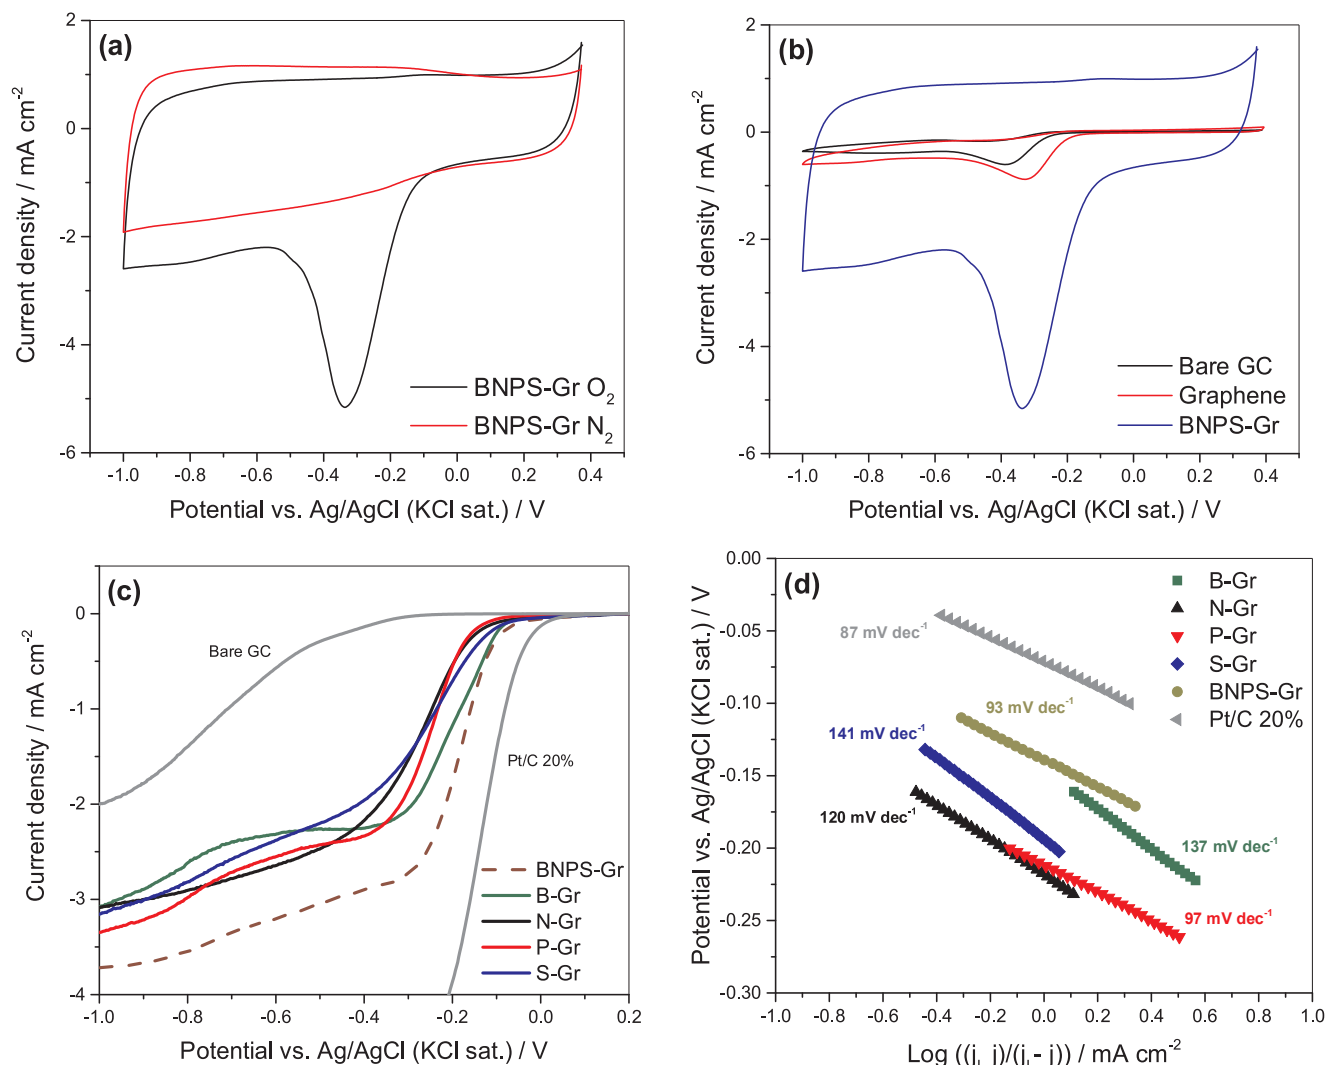 (a)
2
0
-2
-4
-6
Current density / mA cm⁻²
BNPS-Gr O₂
BNPS-Gr N₂
-1.0 -0.8 -0.6 -0.4 -0.2 0.0 0.2 0.4
Potential vs. Ag/AgCl (KCl sat.) / V
(b)
2
0
-2
-4
-6
Current density / mA cm⁻²
Bare GC
Graphene
BNPS-Gr
-1.0 -0.8 -0.6 -0.4 -0.2 0.0 0.2 0.4
Potential vs. Ag/AgCl (KCl sat.) / V
(c)
0
-1
-2
-3
-4
Current density / mA cm⁻²
Bare GC
Pt/C 20%
BNPS-Gr
B-Gr
N-Gr
P-Gr
S-Gr
-1.0 -0.8 -0.6 -0.4 -0.2 0.0 0.2
Potential vs. Ag/AgCl (KCl sat.) / V
(d)
0.00
-0.05
-0.10
-0.15
-0.20
-0.25
-0.30
Potential vs. Ag/AgCl (KCl sat.) / V
B-Gr
N-Gr
P-Gr
S-Gr
BNPS-Gr
Pt/C 20%
87 mV dec⁻¹
93 mV dec⁻¹
141 mV dec⁻¹
120 mV dec⁻¹
137 mV dec⁻¹
97 mV dec⁻¹
-1.0 -0.8 -0.6 -0.4 -0.2 0.0 0.2 0.4 0.6 0.8 1.0
Log ((j_L j)/(j_l- j)) / mA cm⁻²